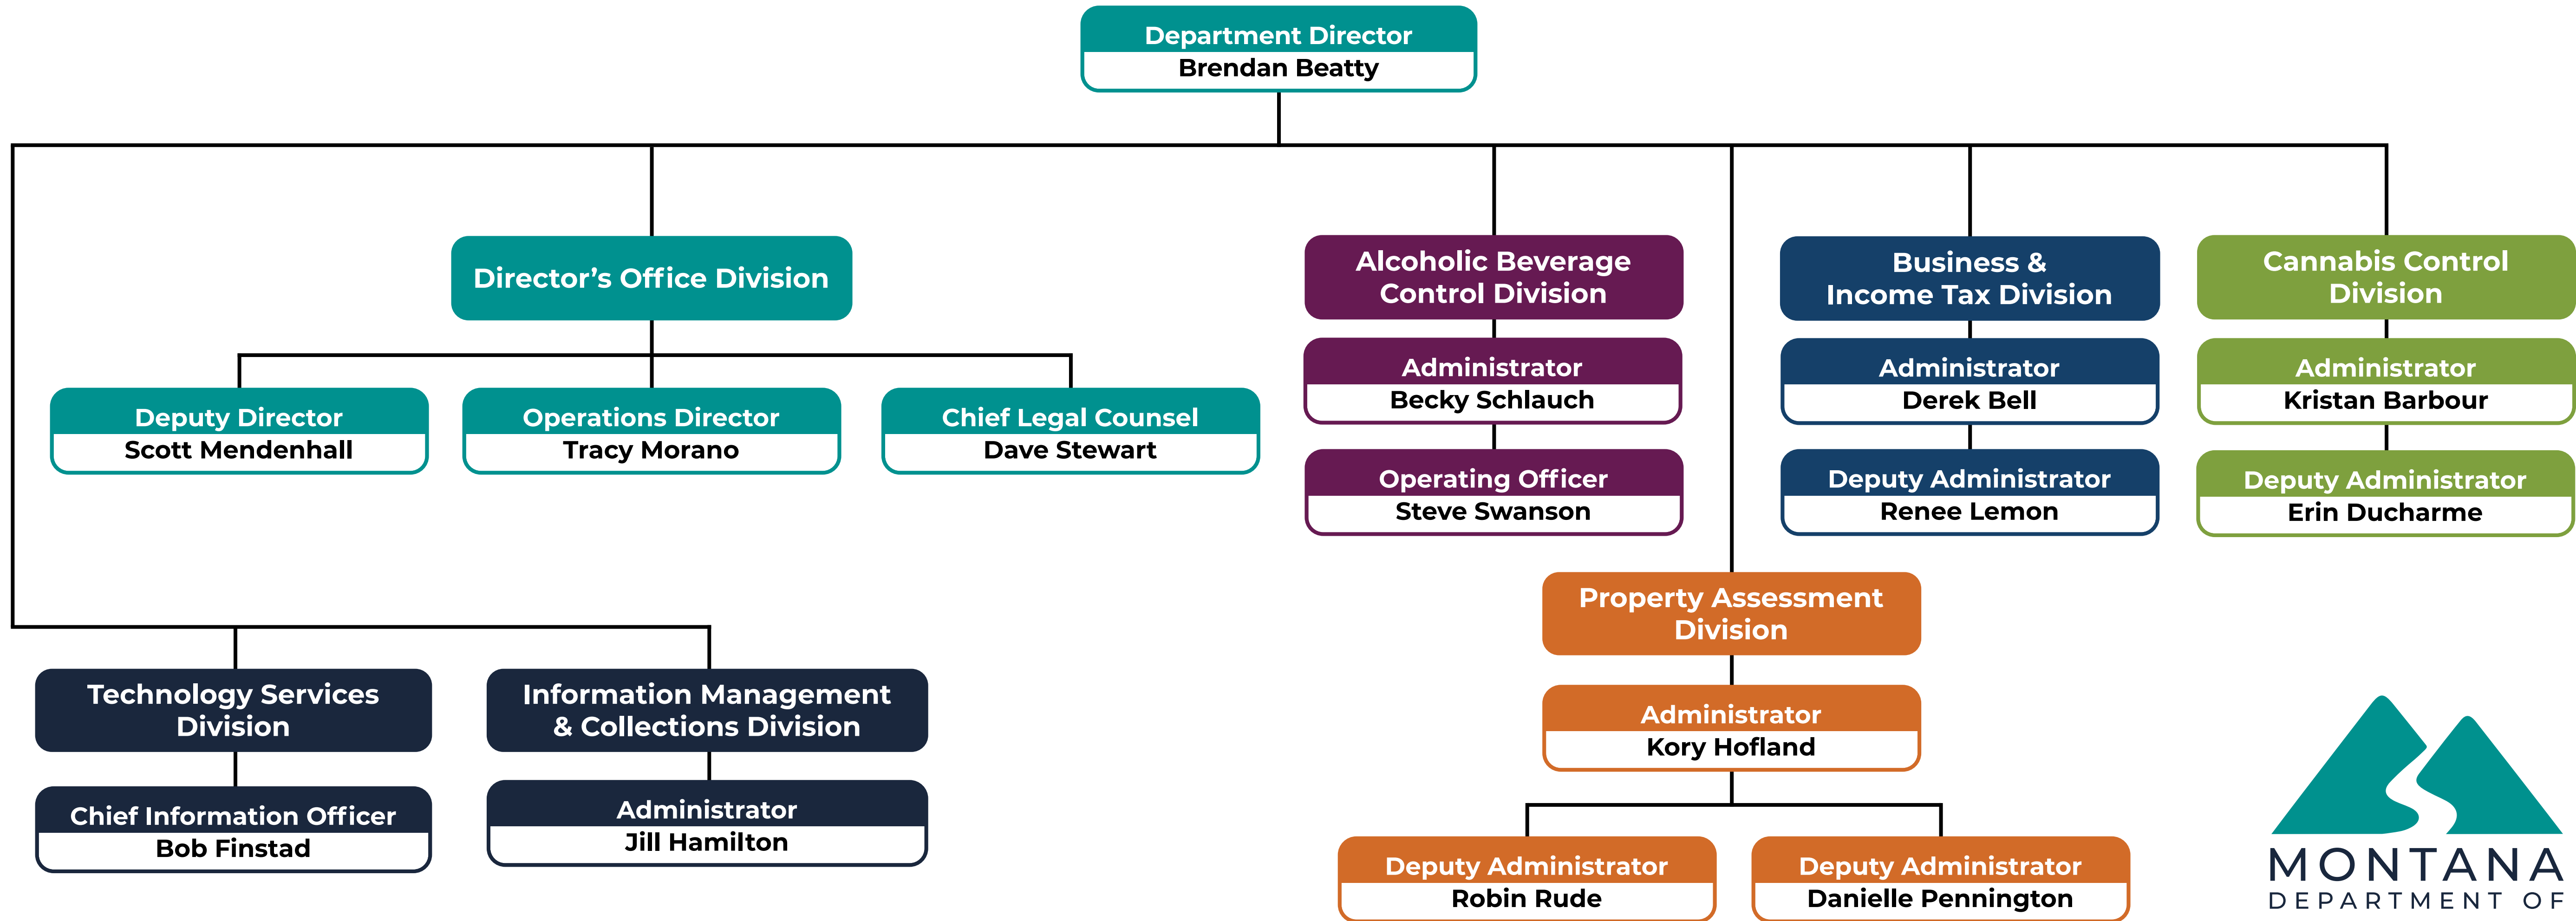 Department Director
Brendan Beatty
Director’s Office Division
Deputy Director
Scott Mendenhall
Operations Director
Tracy Morano
Chief Legal Counsel
Dave Stewart
Alcoholic Beverage
Control Division
Administrator
Becky Schlauch
Operating Officer
Steve Swanson
Business &
Income Tax Division
Administrator
Derek Bell
Deputy Administrator
Renee Lemon
Cannabis Control
Division
Administrator
Kristan Barbour
Deputy Administrator
Erin Ducharme
Technology Services
Division
Chief Information Officer
Bob Finstad
Information Management
& Collections Division
Administrator
Jill Hamilton
Property Assessment
Division
Administrator
Kory Hofland
Deputy Administrator
Robin Rude
Deputy Administrator
Danielle Pennington
MONTANA
DEPARTMENT OF